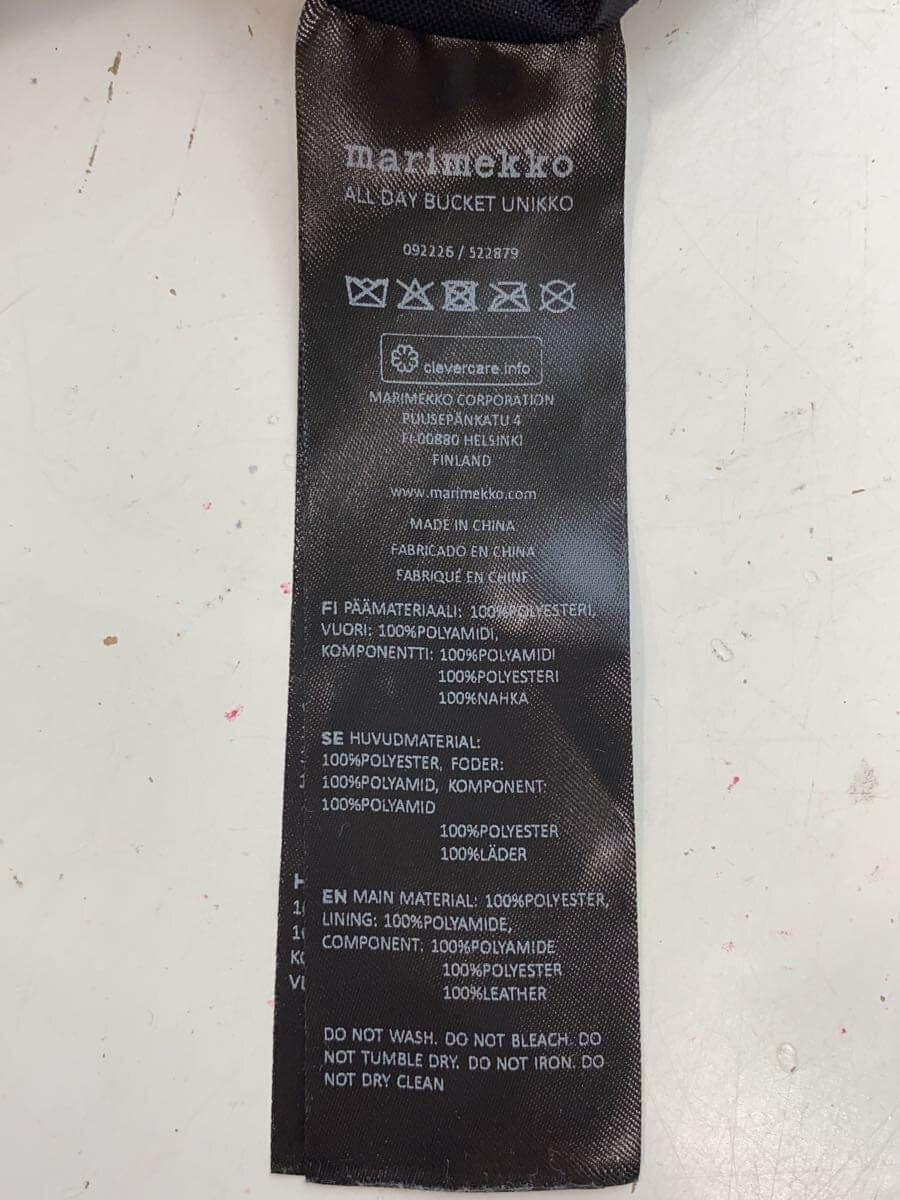 marimekko
ALL DAY BUCKET UNIKKO
092226 / 522879
clevercare.info
MARIMEKKO CORPORATION
PUUSEPÄNKATU 4
FI-00880 HELSINKI
FINLAND
www.marimekko.com
MADE IN CHINA
FABRICADO EN CHINA
FABRIQUÉ EN CHINE
FI PÄÄMATERIAALI: 100%POLYESTERI,
VUORI: 100%POLYAMIDI,
KOMPONENTTI: 100%POLYAMIDI
100%POLYESTERI
100%NAHKA
SE HUVUDMATERIAL:
100%POLYESTER, FODER:
100%POLYAMID, KOMPONENT:
100%POLYAMID
100%POLYESTER
100%LÄDER
EN MAIN MATERIAL: 100%POLYESTER,
LINING: 100%POLYAMIDE,
COMPONENT: 100%POLYAMIDE
100%POLYESTER
100%LEATHER
DO NOT WASH. DO NOT BLEACH. DO
NOT TUMBLE DRY. DO NOT IRON. DO
NOT DRY CLEAN